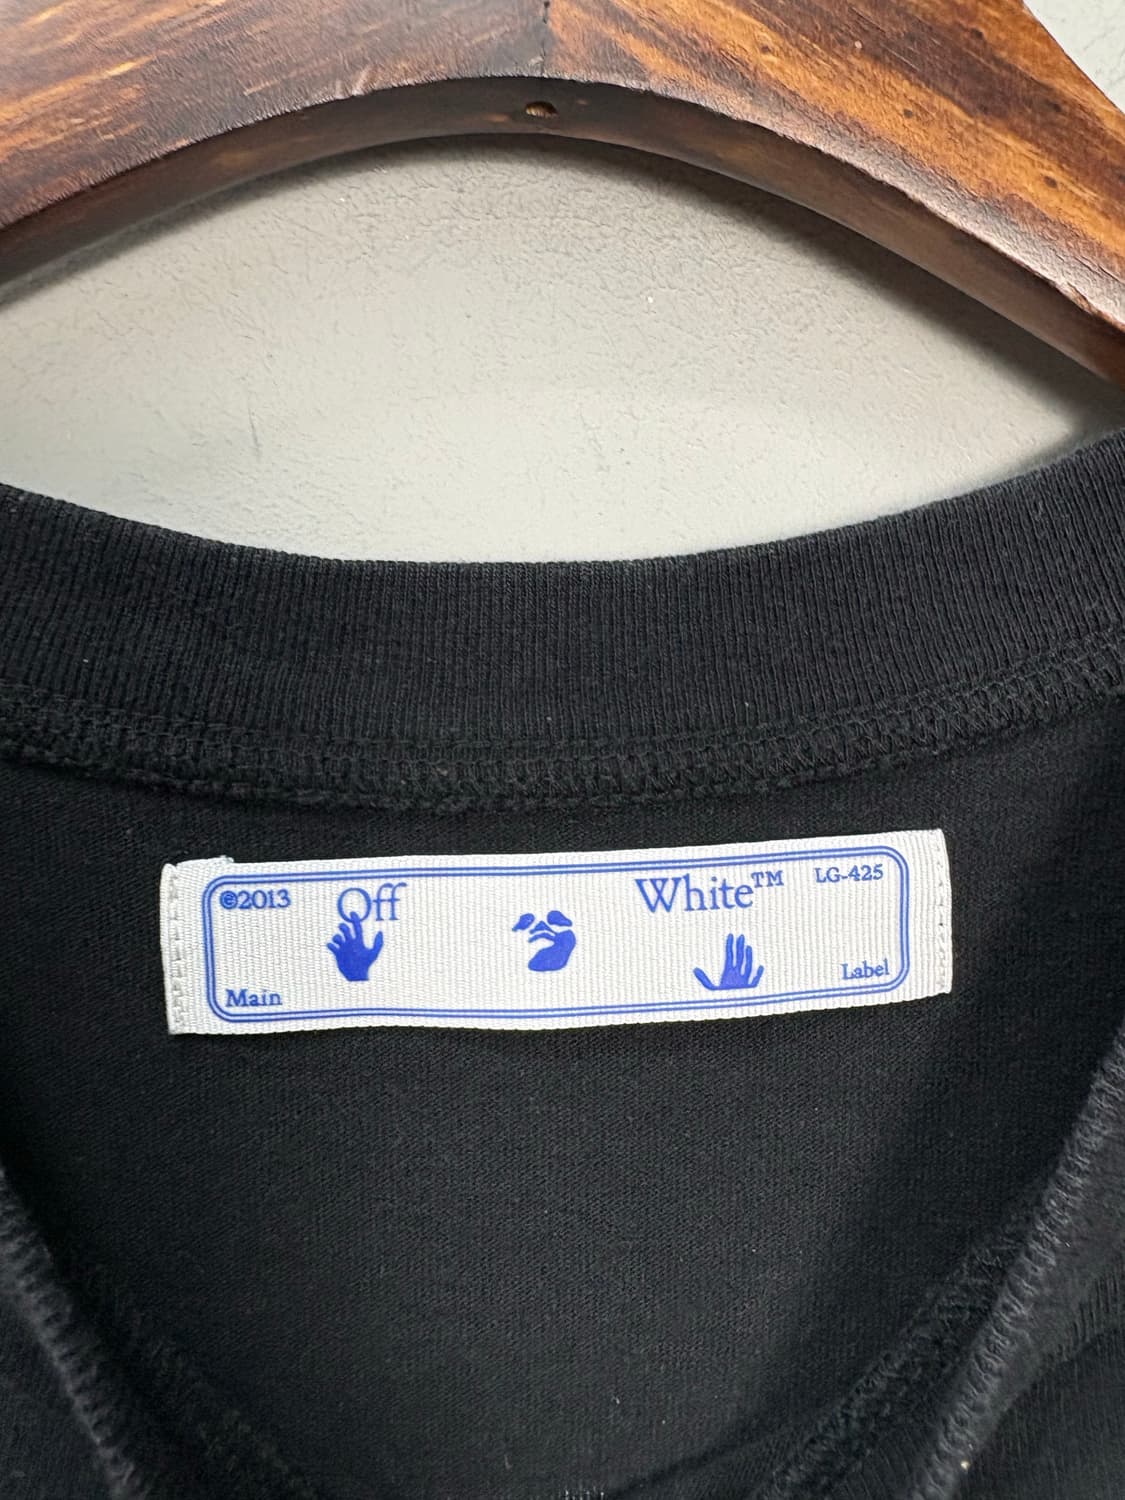 ©2013 Off White™ LG-425
Main Label